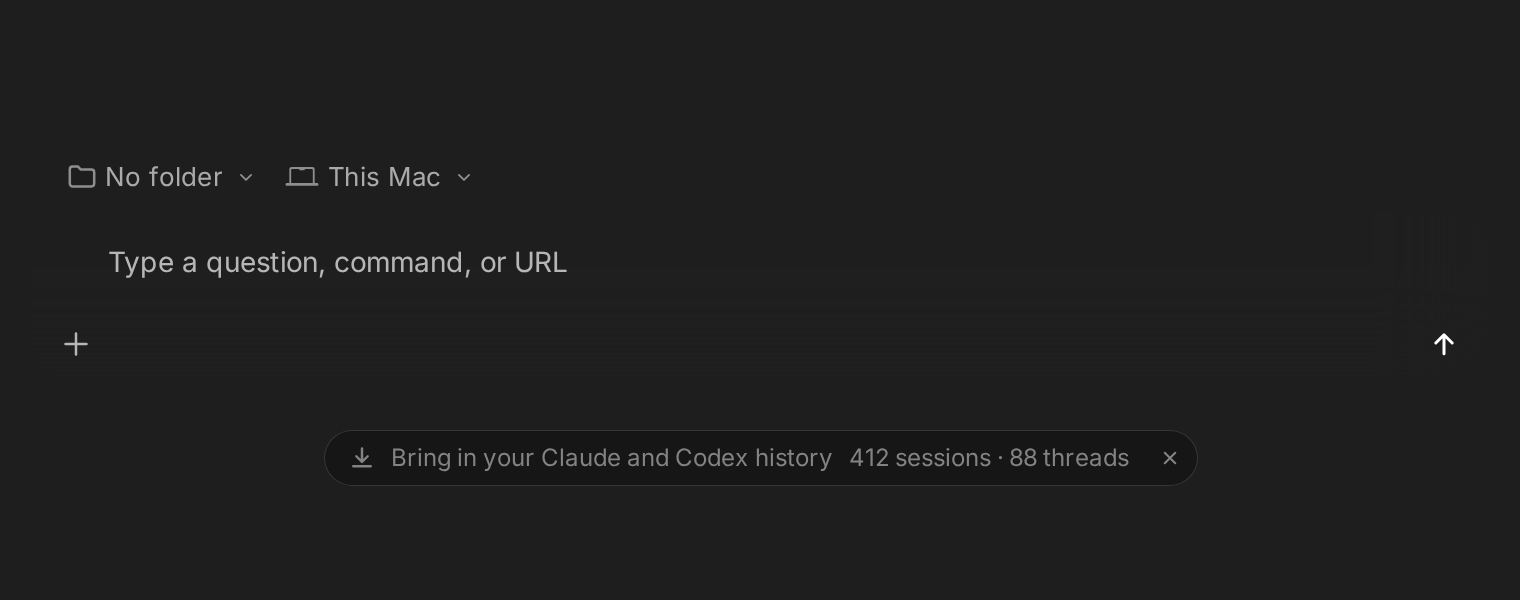 No folder This Mac
Type a question, command, or URL
Bring in your Claude and Codex history 412 sessions · 88 threads